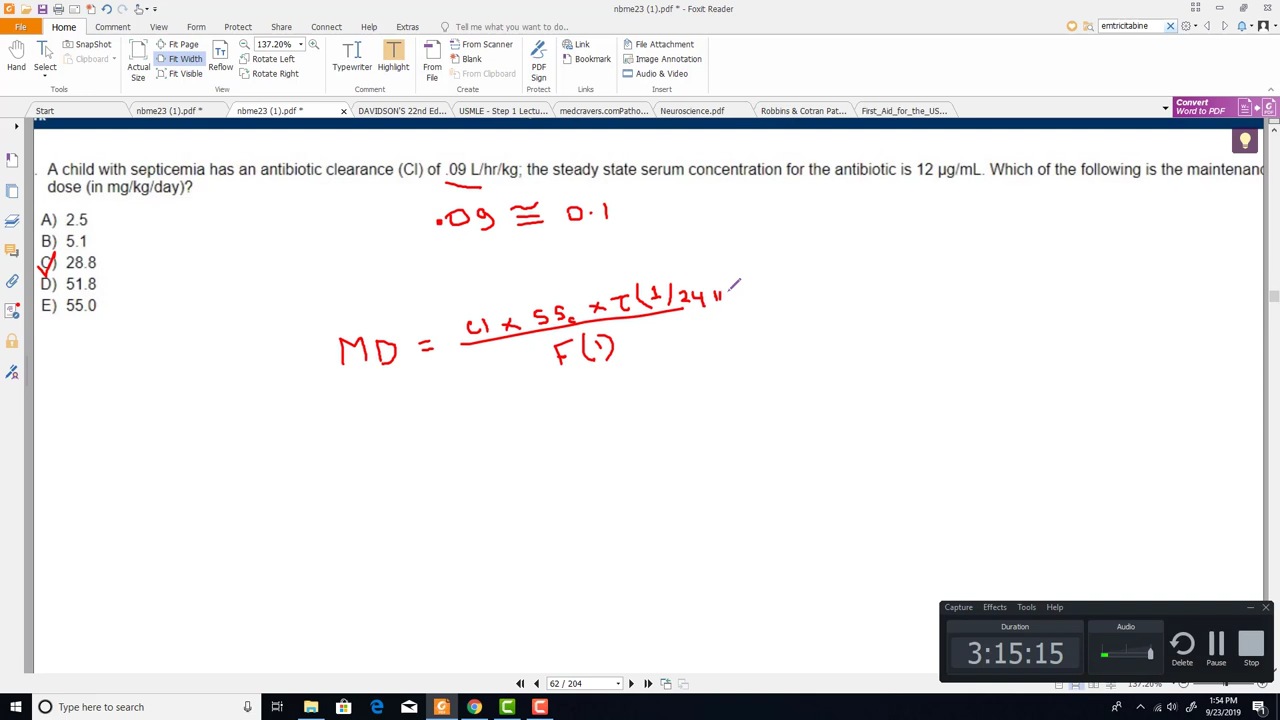 nbme23 (1).pdf * - Foxit Reader
File Home Comment View Form Protect Share Connect Help Extras Tell me what you want to do... emtricitabine
Hand Select SnapShot Clipboard Actual Size Fit Page Fit Width Fit Visible Reflow 137.20% Rotate Left Rotate Right Typewriter Highlight From File From Scanner Blank From Clipboard PDF Sign Link Bookmark File Attachment Image Annotation Audio & Video
Tools View Comment Create Protect Links Insert
Start nbme23 (1).pdf * nbme23 (1).pdf * DAVIDSON'S 22nd Ed... USMLE - Step 1 Lectu... medcravers.comPatho... Neuroscience.pdf Robbins & Cotran Pat... First_Aid_for_the_US... Convert Word to PDF
. A child with septicemia has an antibiotic clearance (Cl) of .09 L/hr/kg; the steady state serum concentration for the antibiotic is 12 µg/mL. Which of the following is the maintenanc
dose (in mg/kg/day)?
.09 ≅ 0.1
A) 2.5
B) 5.1
C) 28.8
D) 51.8
E) 55.0
MD = Cl x SSc x τ(1/24
F(1)
Capture Effects Tools Help
Duration Audio
3:15:15 Delete Pause Stop
62 / 204 137.20%
Type here to search
1:54 PM
9/23/2019